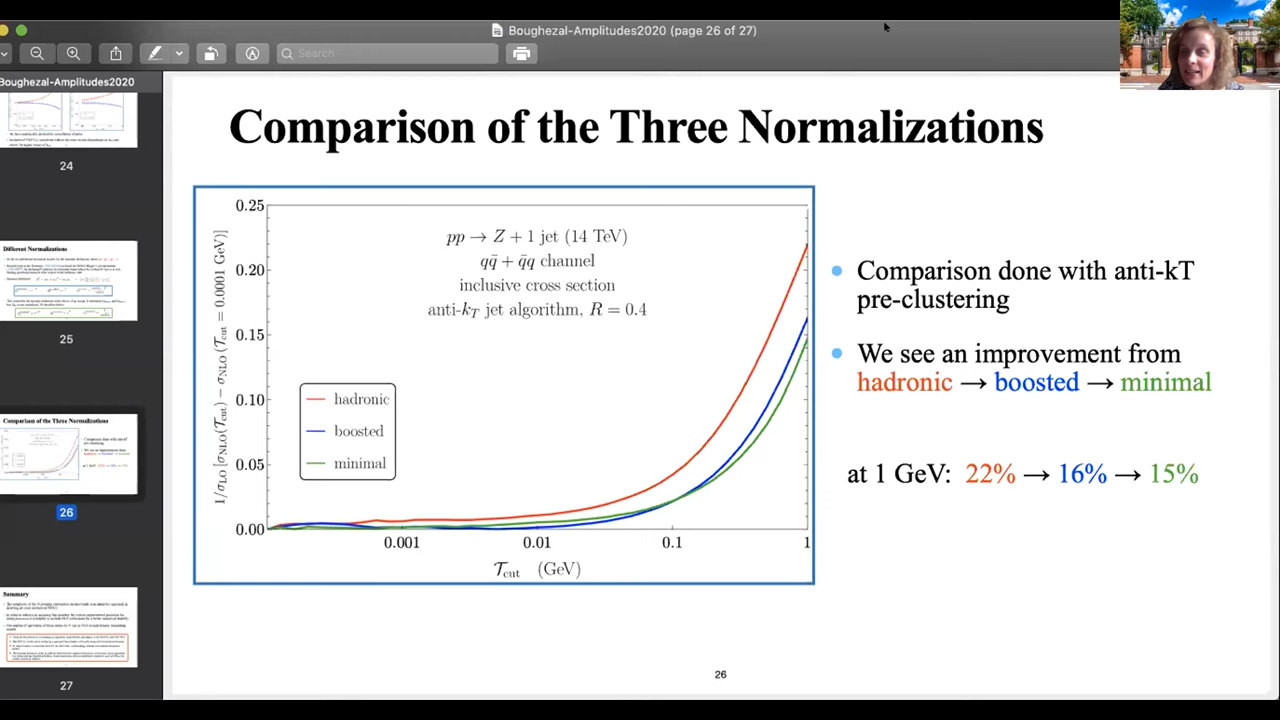 Boughezal-Amplitudes2020 (page 26 of 27)
Search
Boughezal-Amplitudes2020
24
Different Normalizations
25
Comparison of the Three Normalizations
26
Summary
27
Comparison of the Three Normalizations
1/σ_LO [σ_NLO(𝒯_cut) − σ_NLO (𝒯_cut = 0.0001 GeV)]
0.25
0.20
0.15
0.10
0.05
0.00
pp → Z + 1 jet (14 TeV)
qq̄ + q̄q channel
inclusive cross section
anti-k_T jet algorithm, R = 0.4
hadronic
boosted
minimal
0.001 0.01 0.1 1
𝒯_cut (GeV)
• Comparison done with anti-kT
pre-clustering
• We see an improvement from
hadronic → boosted → minimal
at 1 GeV: 22% → 16% → 15%
26